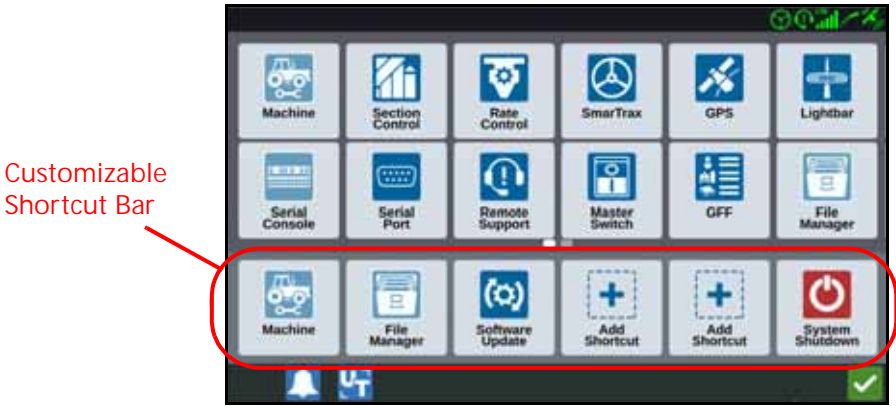 Customizable
Shortcut Bar
Machine
Section
Control
Rate
Control
SmarTrax
GPS
Lightbar
Serial
Console
Serial
Port
Remote
Support
Master
Switch
GFF
File
Manager
Machine
File
Manager
Software
Update
Add
Shortcut
Add
Shortcut
System
Shutdown
UT